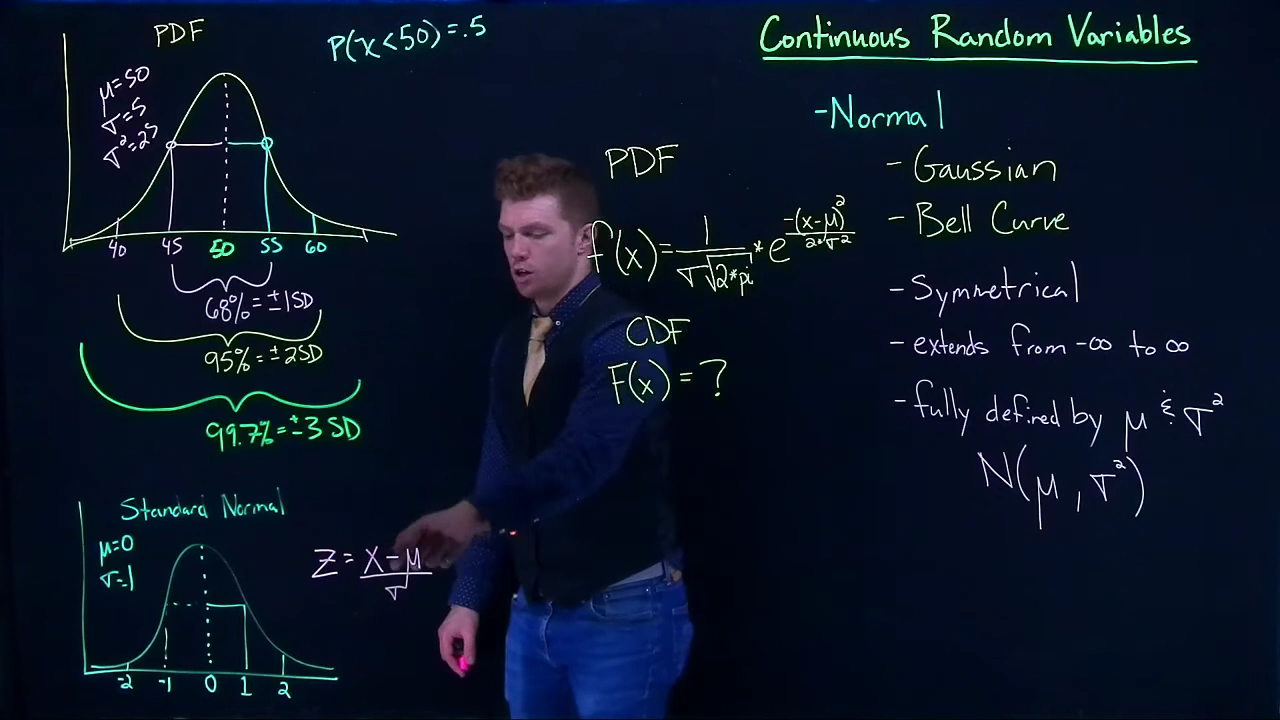 PDF
P(x<50)=.5
μ=50
σ=5
σ²=25
40 45 50 55 60
68%=±1SD
95%=±2SD
99.7%=±3SD
Standard Normal
μ=0
σ=1
-2 -1 0 1 2
Z=x-μ/σ
PDF
f(x)=1/σ√2*pi * e^-(x-μ)²/2*σ²
CDF
F(x)=?
Continuous Random Variables
-Normal
-Gaussian
-Bell Curve
-Symmetrical
-extends from -∞ to ∞
-fully defined by μ & σ²
N(μ,σ²)